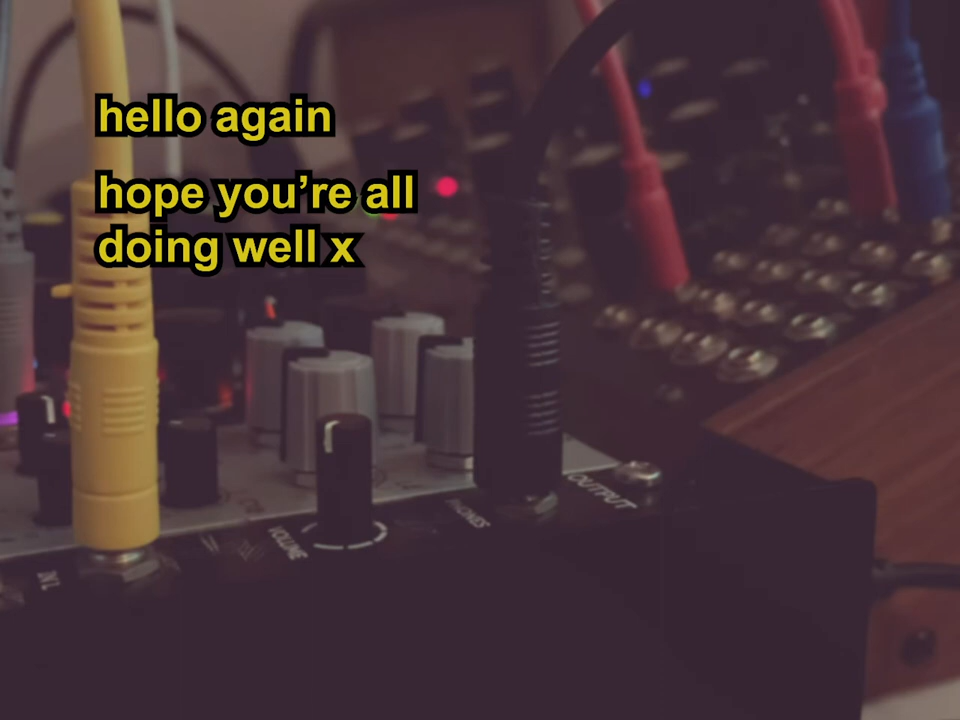 hello again
hope you’re all
doing well x
OUTPUT
PHONES
VOLUME